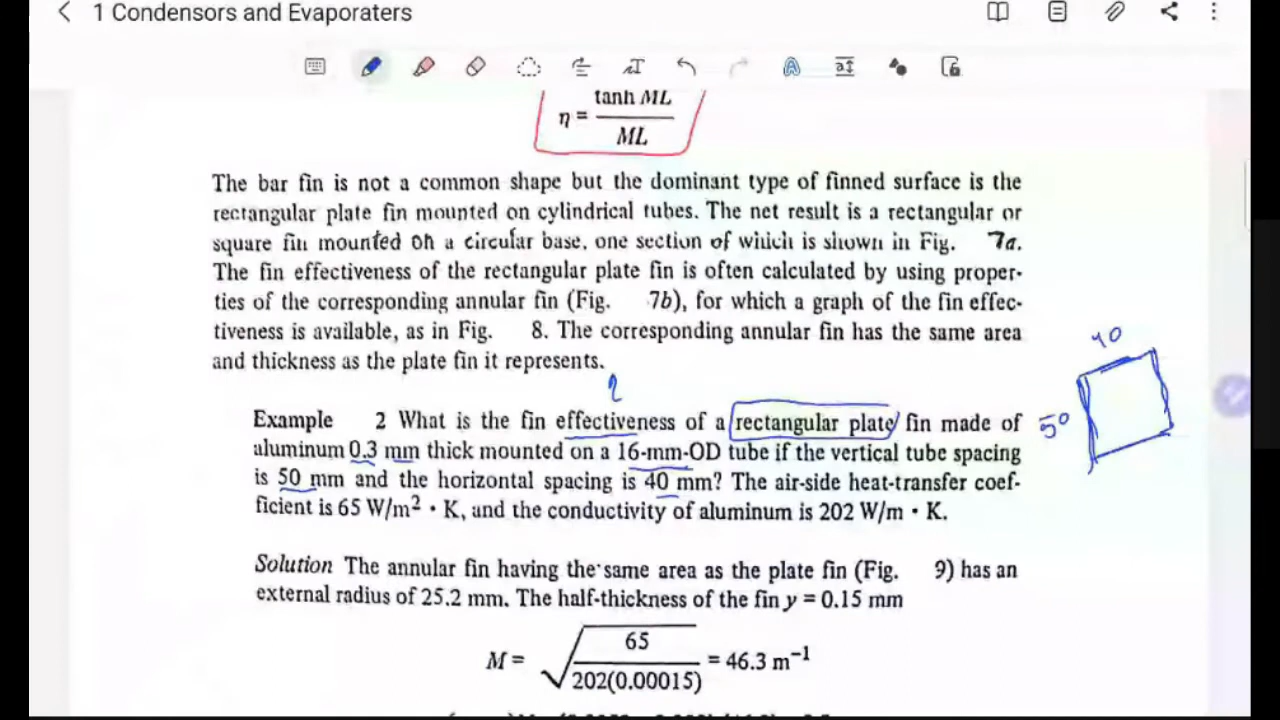 1 Condensors and Evaporaters
tanh ML
η =
ML
The bar fin is not a common shape but the dominant type of finned surface is the
rectangular plate fin mounted on cylindrical tubes. The net result is a rectangular or
square fin mounted on a circular base, one section of which is shown in Fig. 7a.
The fin effectiveness of the rectangular plate fin is often calculated by using proper-
ties of the corresponding annular fin (Fig. 7b), for which a graph of the fin effec-
tiveness is available, as in Fig. 8. The corresponding annular fin has the same area
and thickness as the plate fin it represents.
Example 2 What is the fin effectiveness of a rectangular plate fin made of
aluminum 0.3 mm thick mounted on a 16-mm-OD tube if the vertical tube spacing
is 50 mm and the horizontal spacing is 40 mm? The air-side heat-transfer coef-
ficient is 65 W/m² · K, and the conductivity of aluminum is 202 W/m · K.
40
50
Solution The annular fin having the same area as the plate fin (Fig. 9) has an
external radius of 25.2 mm. The half-thickness of the fin y = 0.15 mm
65
M = √ = 46.3 m⁻¹
202(0.00015)